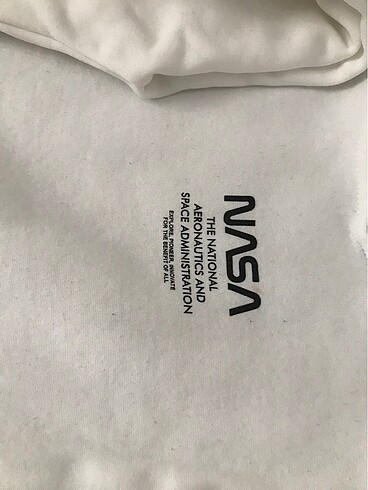 NASA
THE NATIONAL
AERONAUTICS AND
SPACE ADMINISTRATION
EXPLORE, PIONEER, INNOVATE
FOR THE BENEFIT OF ALL